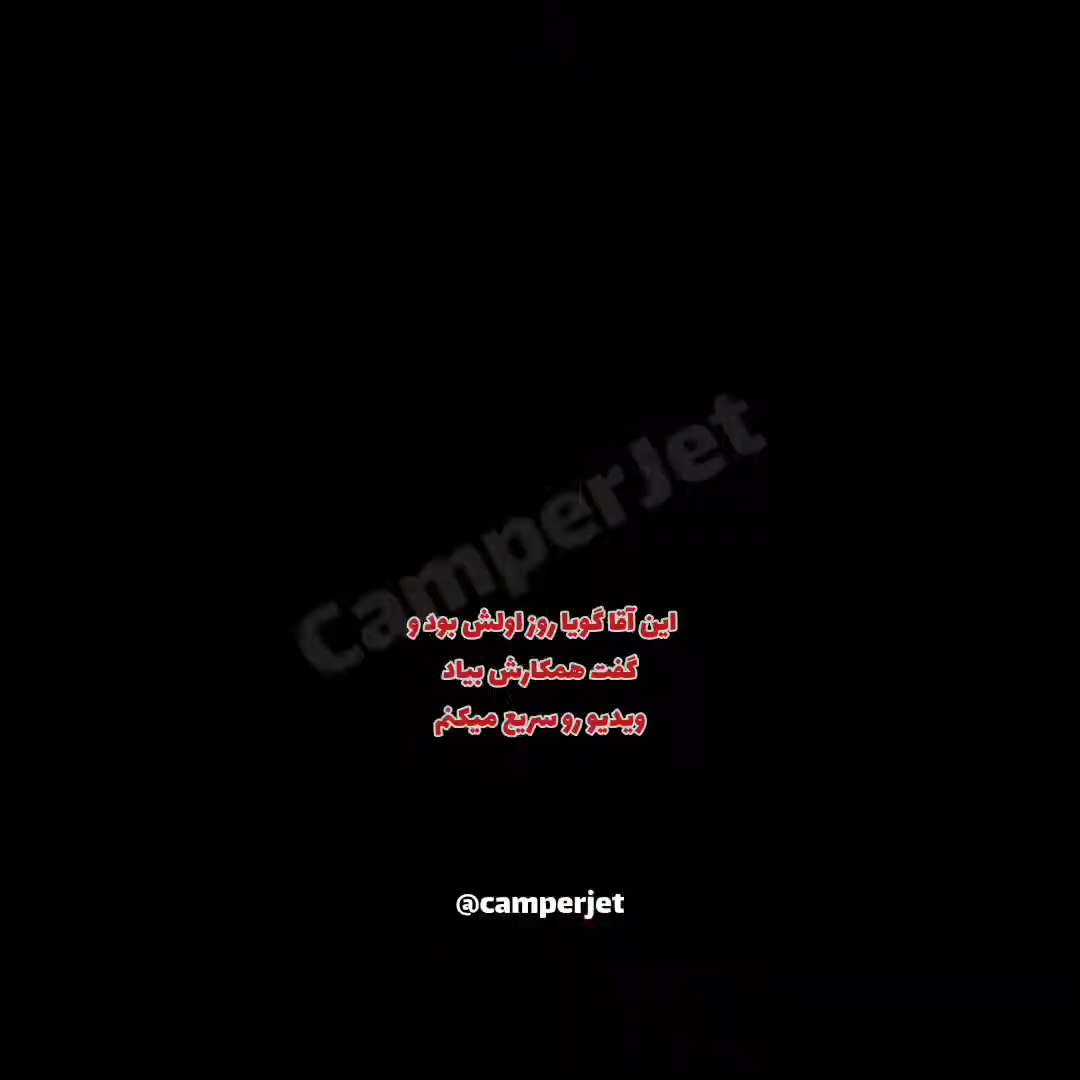 CamperJet
این آقا گویا روز اولش بود و
گفت همکارش بیاد
ویدیو رو سریع میکنم
@camperjet